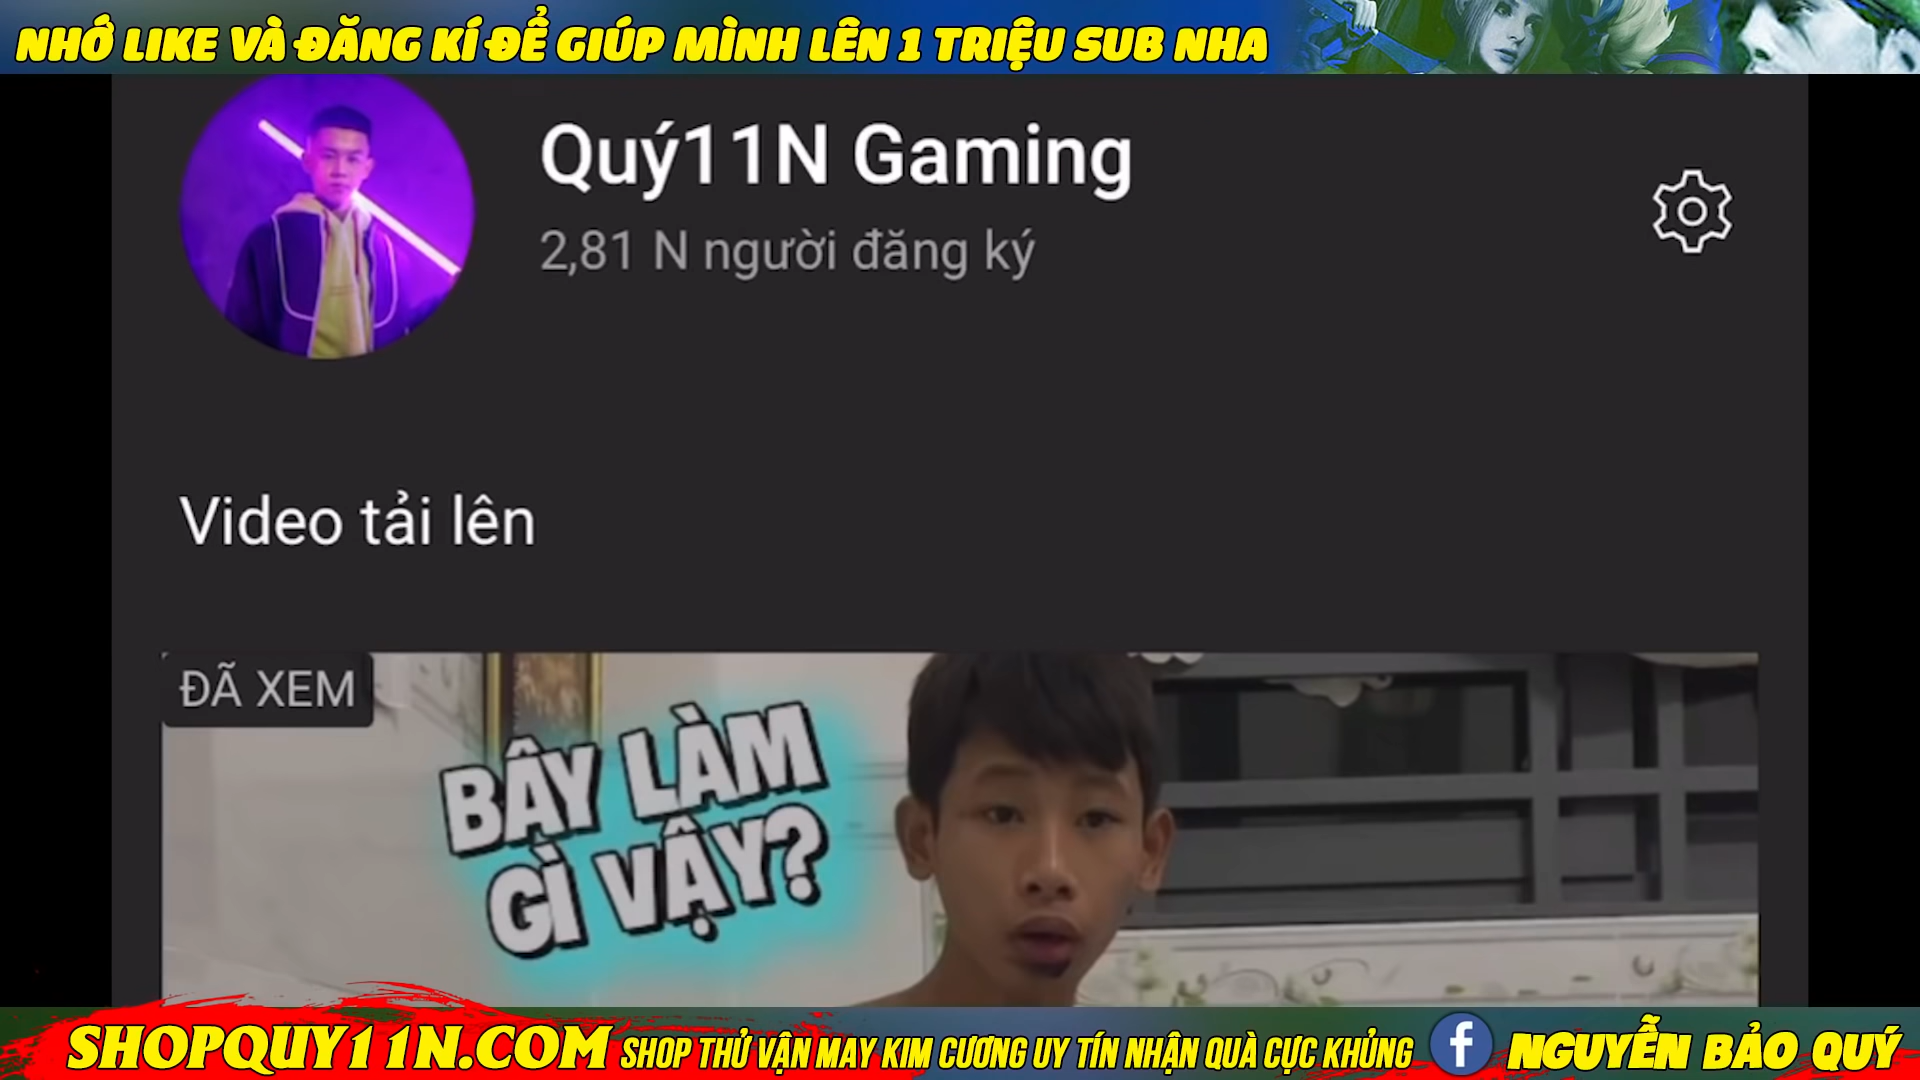 NHỚ LIKE VÀ ĐĂNG KÍ ĐỂ GIÚP MÌNH LÊN 1 TRIỆU SUB NHA
Quý11N Gaming
2,81 N người đăng ký
Video tải lên
ĐÃ XEM
BÂY LÀM
GÌ VẬY?
SHOPQUY11N.COM SHOP THỬ VẬN MAY KIM CƯƠNG UY TÍN NHẬN QUÀ CỰC KHỦNG f NGUYỄN BẢO QUÝ